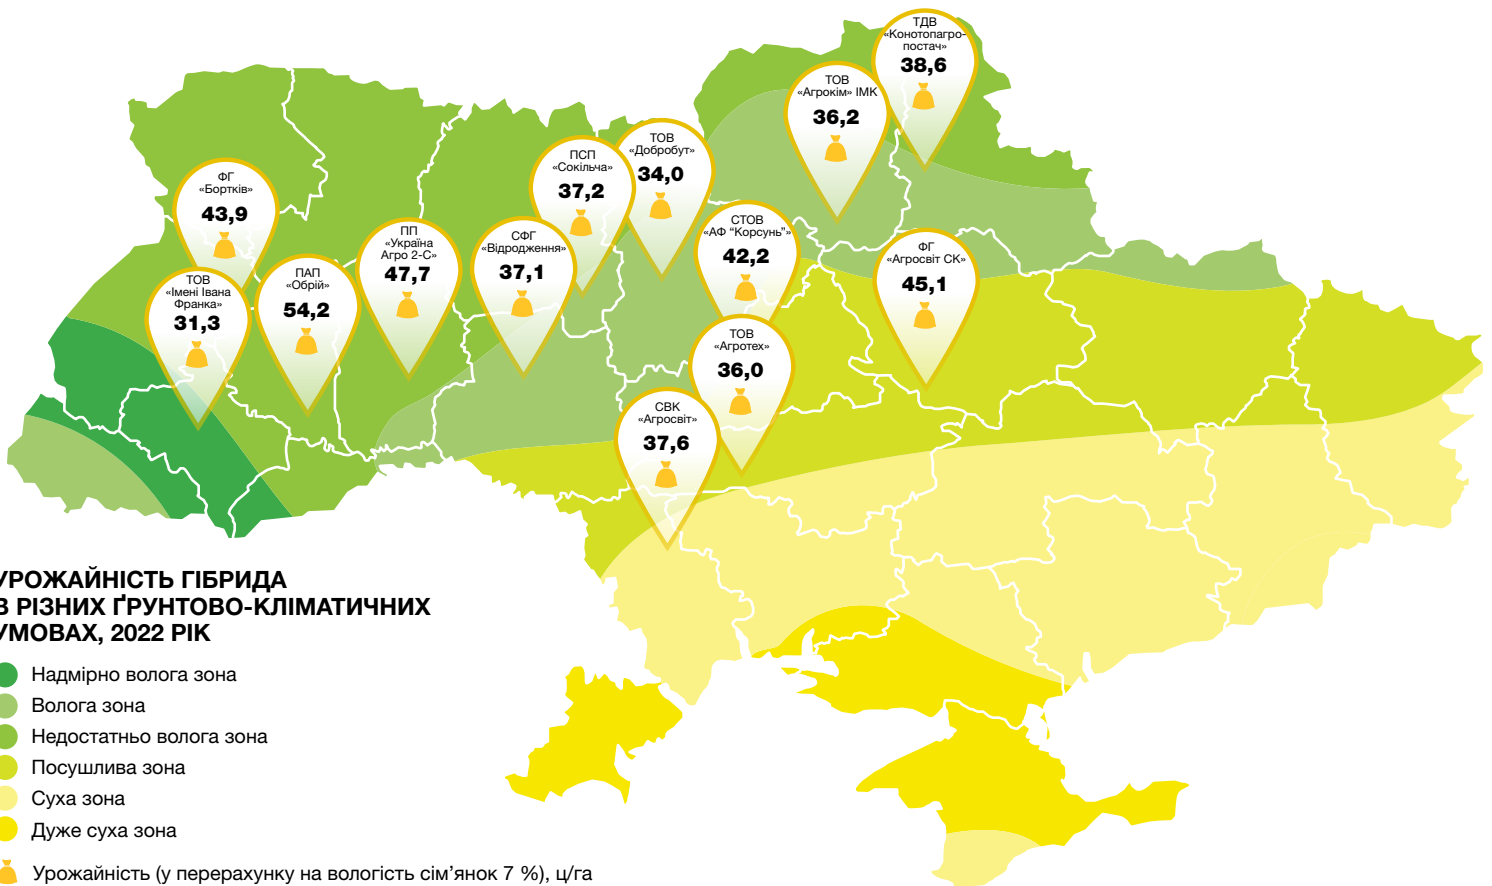 ТДВ
«Конотопагро-
постач»
38,6
ТОВ
«Агрокім» ІМК
36,2
ТОВ
«Добробут»
34,0
ПСП
«Сокільча»
37,2
ФГ
«Бортків»
43,9
СТОВ
«АФ “Корсунь”»
42,2
ПП
«Україна
Агро 2-С»
47,7
СФГ
«Відродження»
37,1
ФГ
«Агросвіт СК»
45,1
ТОВ
«Імені Івана
Франка»
31,3
ПАП
«Обрій»
54,2
ТОВ
«Агротех»
36,0
СВК
«Агросвіт»
37,6
УРОЖАЙНІСТЬ ГІБРИДА
В РІЗНИХ ҐРУНТОВО-КЛІМАТИЧНИХ
УМОВАХ, 2022 РІК
Надмірно волога зона
Волога зона
Недостатньо волога зона
Посушлива зона
Суха зона
Дуже суха зона
Урожайність (у перерахунку на вологість сім’янок 7 %), ц/га